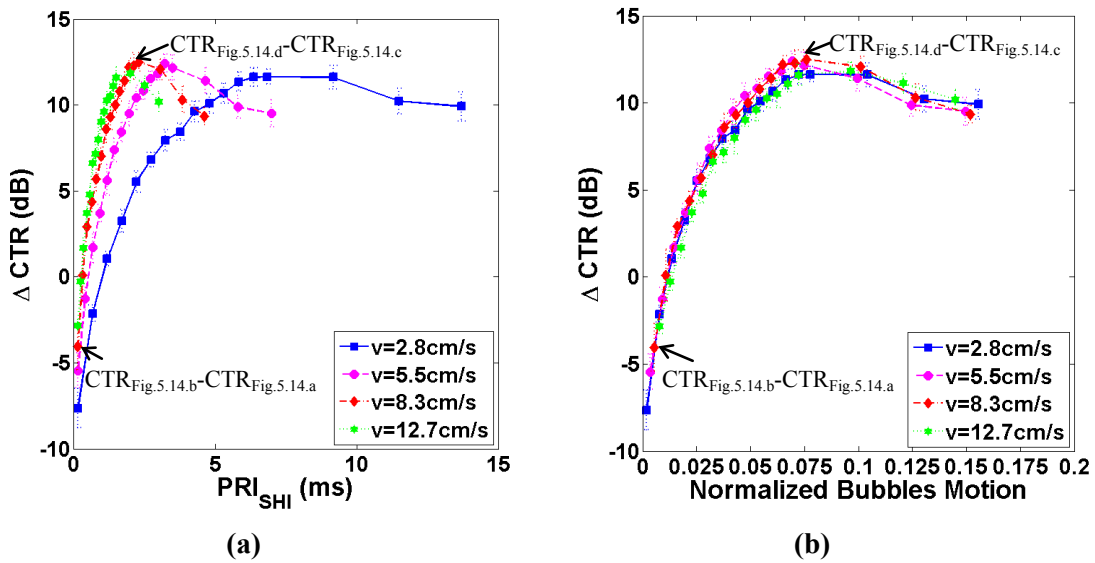 15
10
5
0
-5
-10
Δ CTR (dB)
CTRFig.5.14.d-CTRFig.5.14.c
CTRFig.5.14.b-CTRFig.5.14.a
v=2.8cm/s
v=5.5cm/s
v=8.3cm/s
v=12.7cm/s
0 5 10 15
PRISHI (ms)
(a)
15
10
5
0
-5
-10
Δ CTR (dB)
CTRFig.5.14.d-CTRFig.5.14.c
CTRFig.5.14.b-CTRFig.5.14.a
v=2.8cm/s
v=5.5cm/s
v=8.3cm/s
v=12.7cm/s
0 0.025 0.05 0.075 0.1 0.125 0.15 0.175 0.2
Normalized Bubbles Motion
(b)